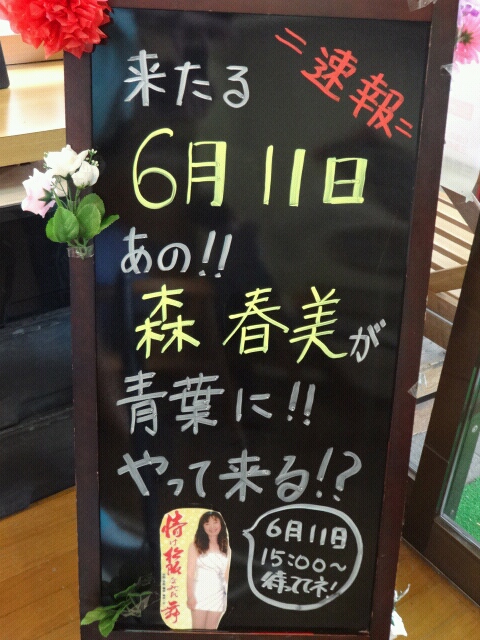 =速報=
来たる
6月11日
あの!!
森 春美が
青葉に!!
やって来る!?
6月11日
15:00~
待っててネ!